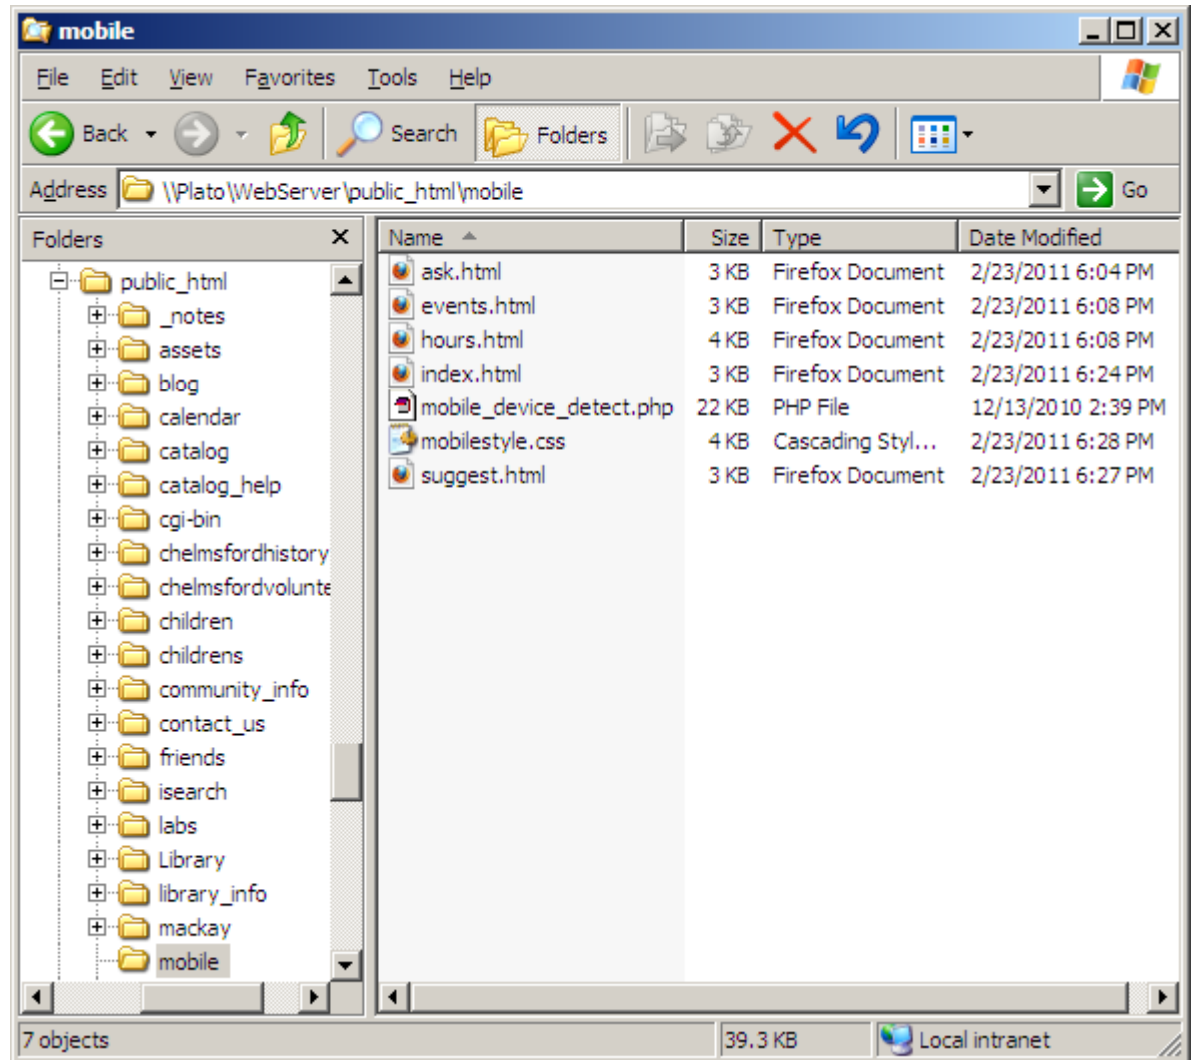 mobile
File Edit View Favorites Tools Help
Back Search Folders
Address \\Plato\WebServer\public_html\mobile Go
Folders x
public_html
_notes
assets
blog
calendar
catalog
catalog_help
cgi-bin
chelmsfordhistory
chelmsfordvolunte
children
childrens
community_info
contact_us
friends
isearch
labs
Library
library_info
mackay
mobile
Name Size Type Date Modified
ask.html 3 KB Firefox Document 2/23/2011 6:04 PM
events.html 3 KB Firefox Document 2/23/2011 6:08 PM
hours.html 4 KB Firefox Document 2/23/2011 6:08 PM
index.html 3 KB Firefox Document 2/23/2011 6:24 PM
mobile_device_detect.php 22 KB PHP File 12/13/2010 2:39 PM
mobilestyle.css 4 KB Cascading Styl... 2/23/2011 6:28 PM
suggest.html 3 KB Firefox Document 2/23/2011 6:27 PM
7 objects 39.3 KB Local intranet